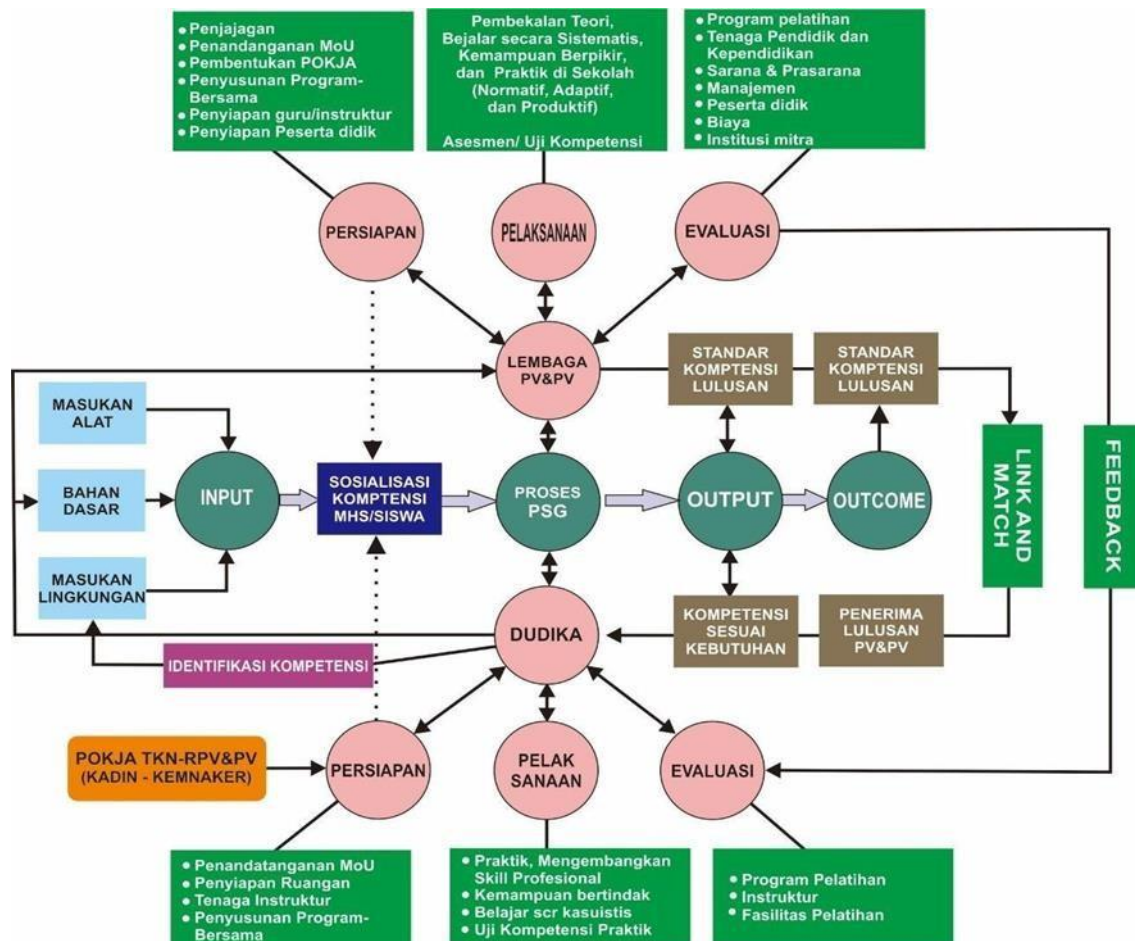 • Penjajagan
• Penandanganan MoU
• Pembentukan POKJA
• Penyusunan Program-
Bersama
• Penyiapan guru/instruktur
• Penyiapan Peserta didik
Pembekalan Teori,
Bejalar secara Sistematis,
Kemampuan Berpikir,
dan Praktik di Sekolah
(Normatif, Adaptif,
dan Produktif)
Asesmen/ Uji Kompetensi
• Program pelatihan
• Tenaga Pendidik dan
Kependidikan
• Sarana & Prasarana
• Manajemen
• Peserta didik
• Biaya
• Institusi mitra
PERSIAPAN
PELAKSANAAN
EVALUASI
LEMBAGA
PV&PV
STANDAR
KOMPTENSI
LULUSAN
STANDAR
KOMPTENSI
LULUSAN
MASUKAN
ALAT
BAHAN
DASAR
MASUKAN
LINGKUNGAN
INPUT
SOSIALISASI
KOMPTENSI
MHS/SISWA
PROSES
PSG
OUTPUT
OUTCOME
LINK AND
MATCH
FEEDBACK
DUDIKA
KOMPETENSI
SESUAI
KEBUTUHAN
PENERIMA
LULUSAN
PV&PV
IDENTIFIKASI KOMPETENSI
POKJA TKN-RPV&PV
(KADIN - KEMNAKER)
PERSIAPAN
PELAK
SANAAN
EVALUASI
• Penandatanganan MoU
• Penyiapan Ruangan
• Tenaga Instruktur
• Penyusunan Program-
Bersama
• Praktik, Mengembangkan
Skill Profesional
• Kemampuan bertindak
• Belajar scr kasuistis
• Uji Kompetensi Praktik
• Program Pelatihan
• Instruktur
• Fasilitas Pelatihan